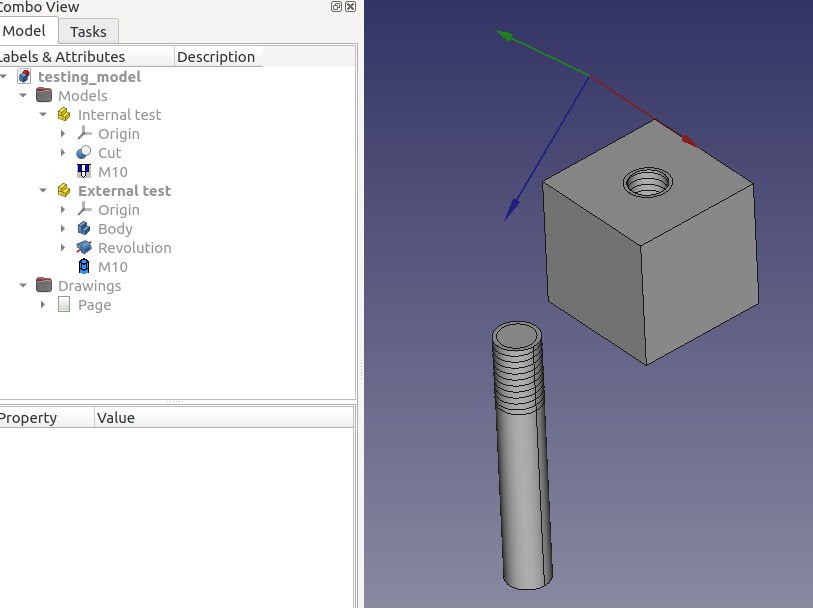 Combo View
Model Tasks
Labels & Attributes Description
testing_model
Models
Internal test
Origin
Cut
M10
External test
Origin
Body
Revolution
M10
Drawings
Page
Property Value